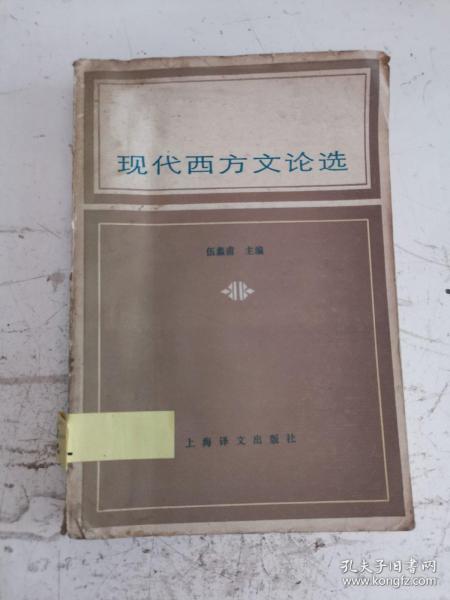 现代西方文论选
伍蠡甫 主编
上海译文出版社
孔夫子旧书网
www.kongfz.com